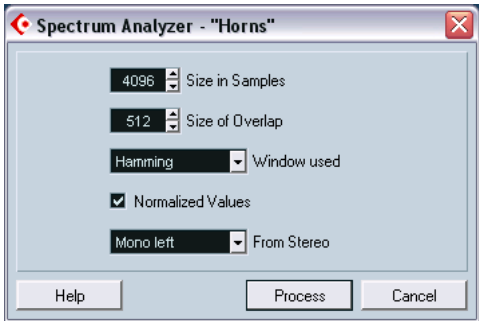 Spectrum Analyzer - "Horns"
4096 Size in Samples
512 Size of Overlap
Hamming Window used
Normalized Values
Mono left From Stereo
Help Process Cancel